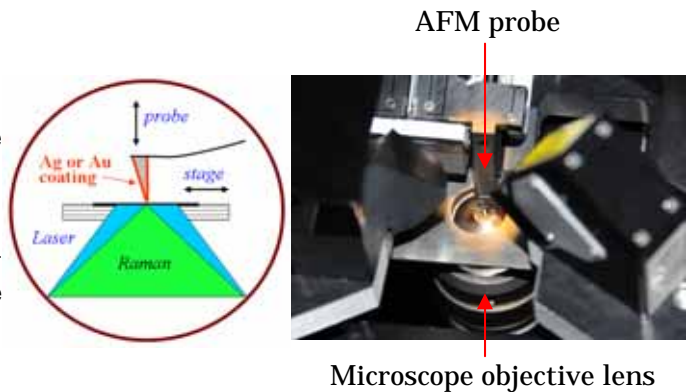 AFM probe
probe
Ag or Au
coating
stage
Laser
Raman
Microscope objective lens